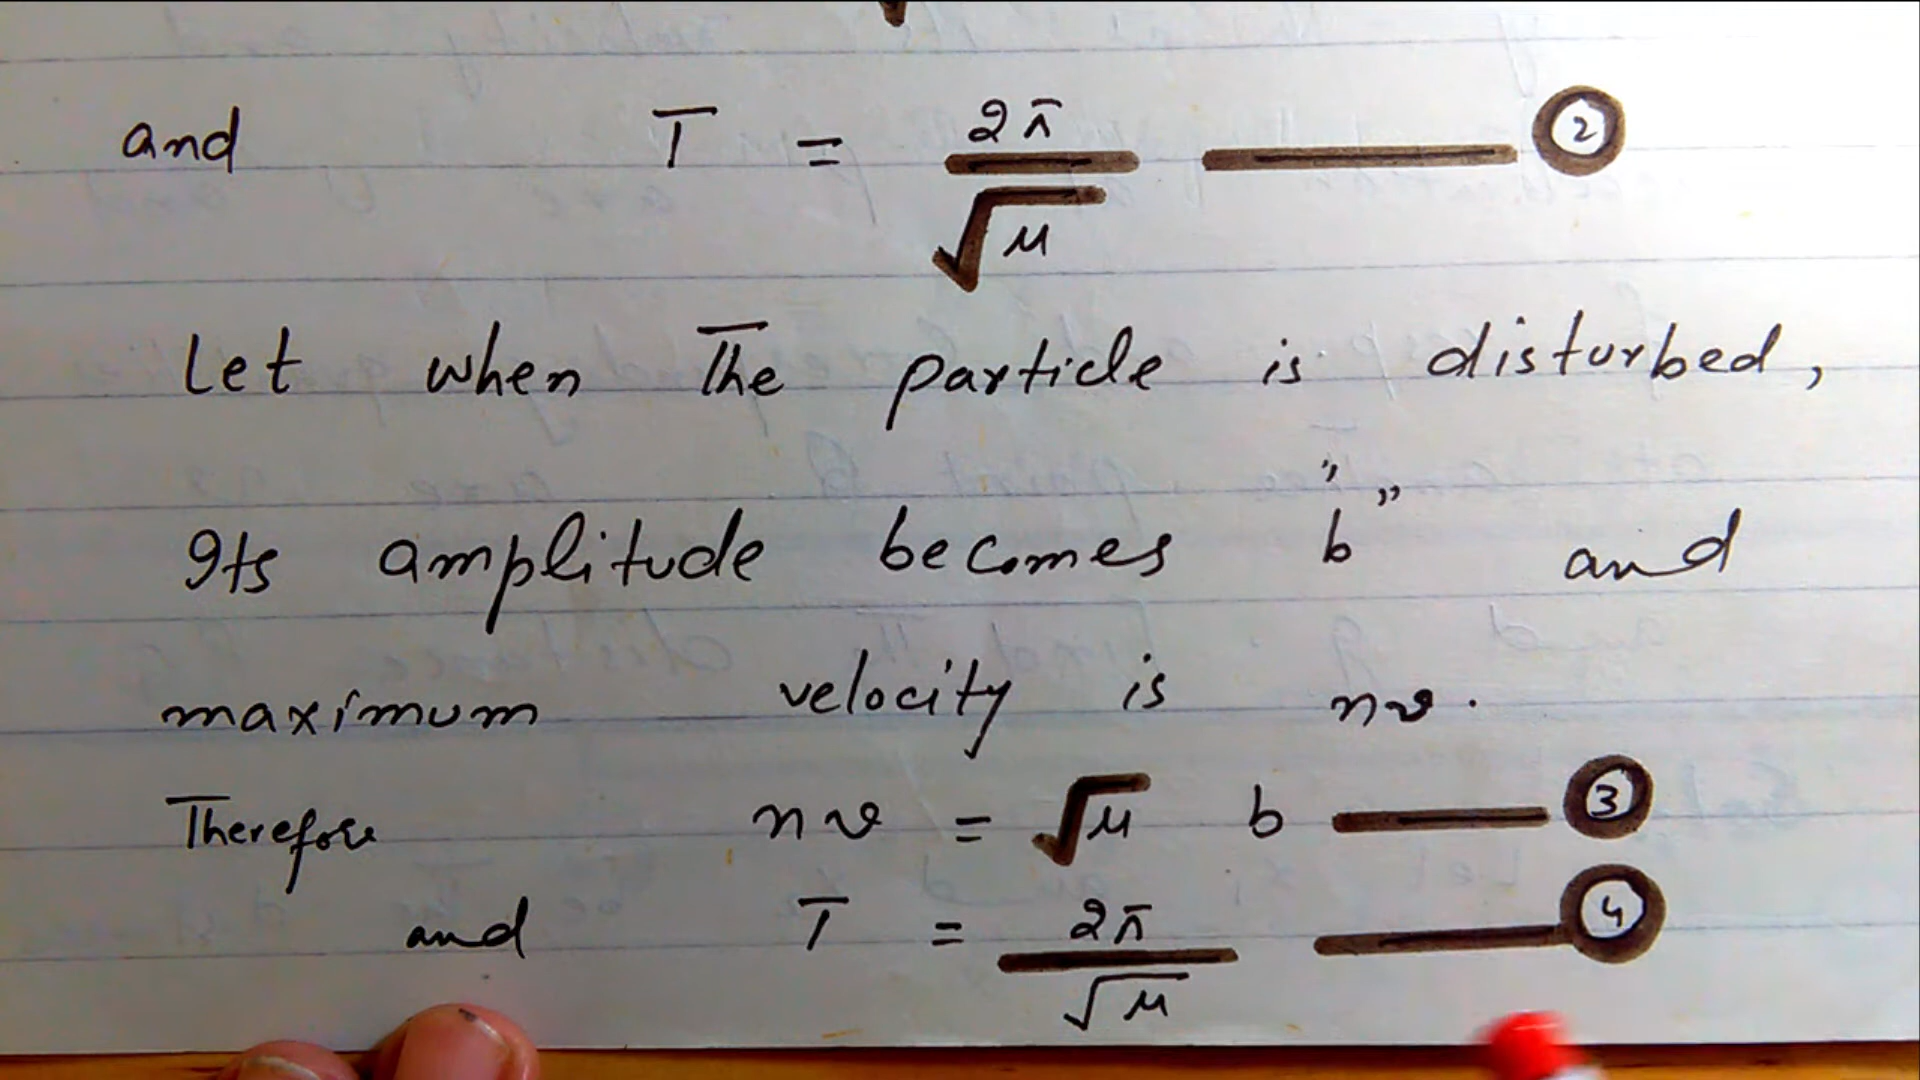 and T = 2π / √μ ——— ②
Let when The particle is disturbed,
Its amplitude becomes "b" and
maximum velocity is nv.
Therefore nv = √μ b —— ③
and T = 2π / √μ ——— ④